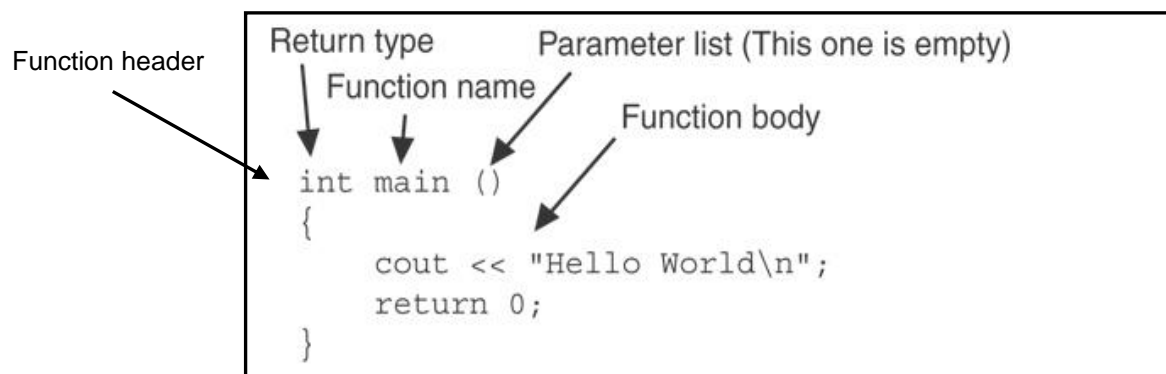 Return type Parameter list (This one is empty)
Function header
Function name
Function body
int main ()
{
cout << "Hello World\n";
return 0;
}